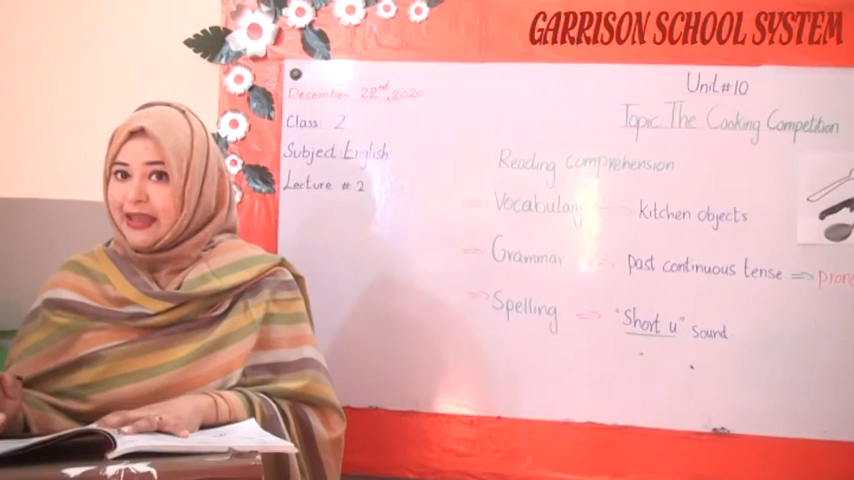 GARRISON SCHOOL SYSTEM
December 22nd, 2020
Class: 2
Subject English
Lecture # 2
Unit #10
Topic The Cooking Competition
Reading comprehension
⇒ Vocabulary ⇒ kitchen objects
⇒ Grammar ⇒ past continuous tense ⇒
⇒ Spelling ⇒ "Short u" sound